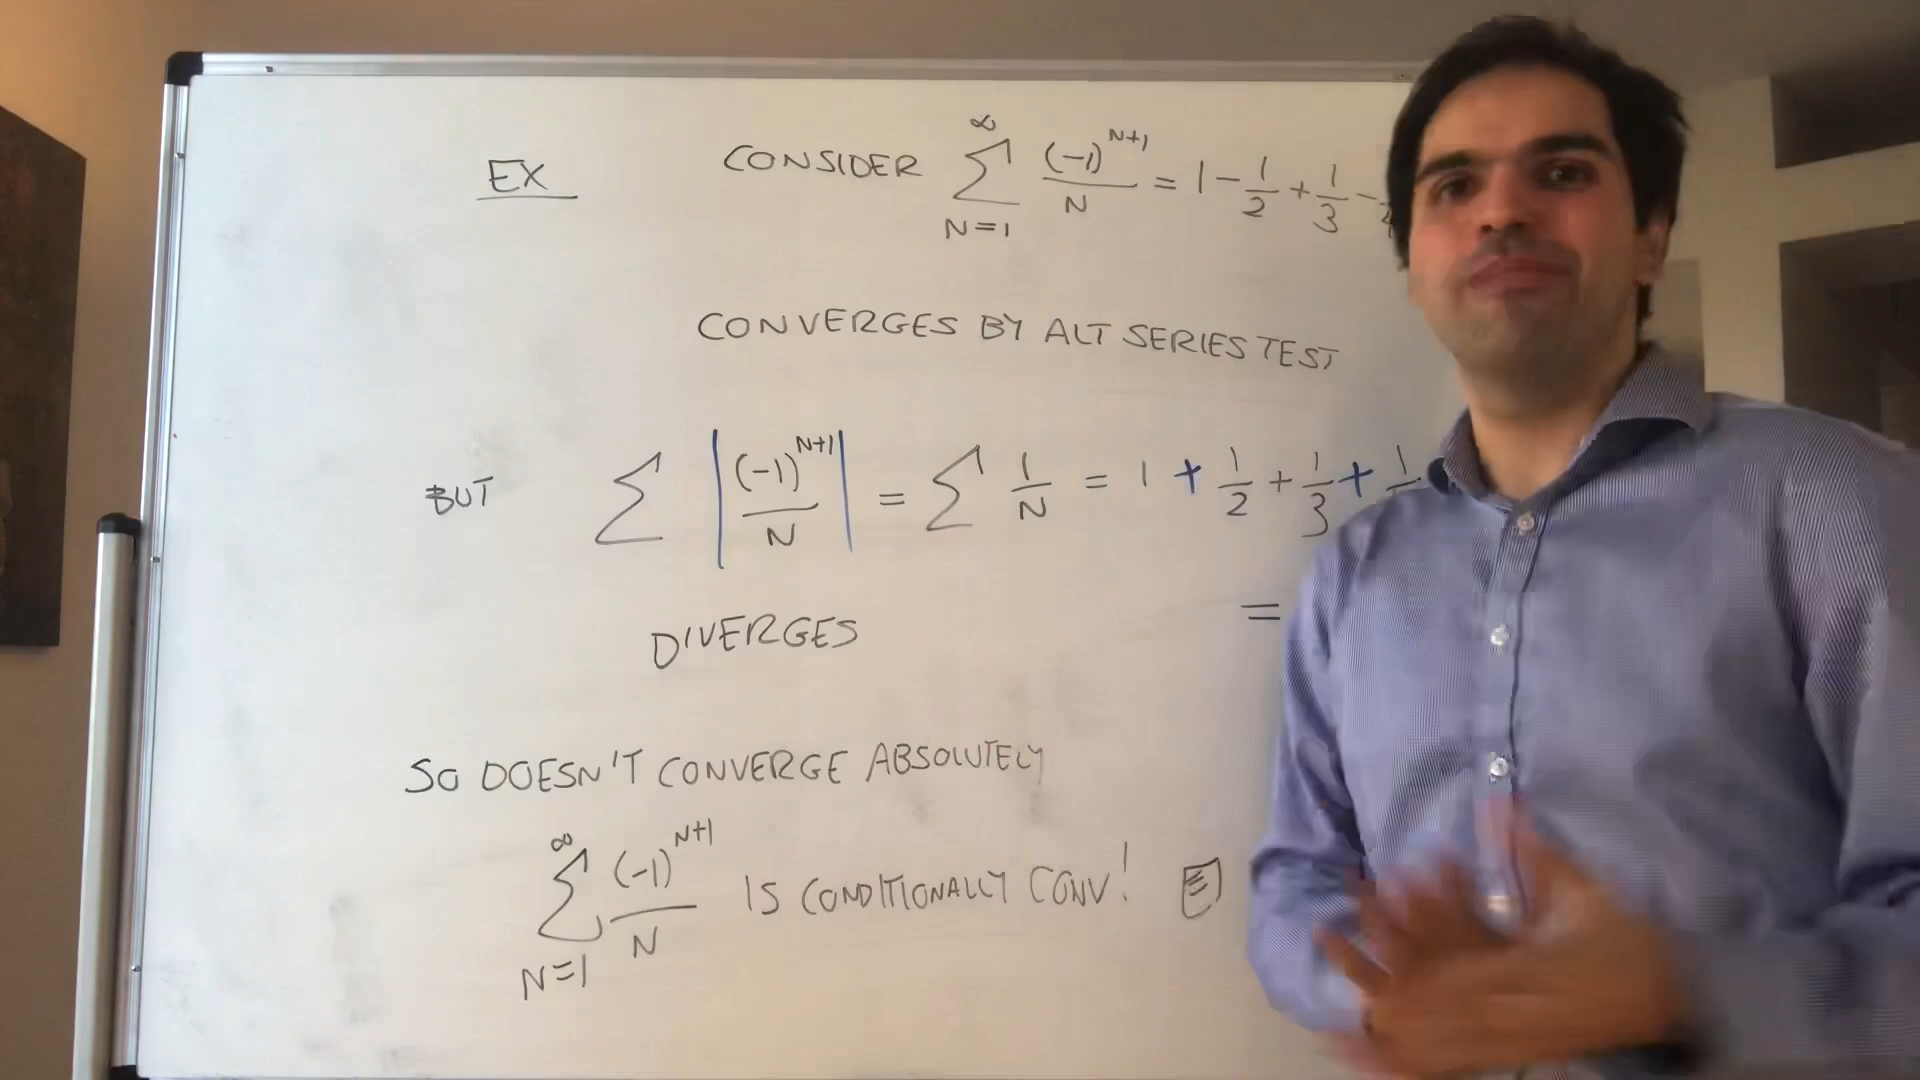 EX CONSIDER ∞ ∑ N=1 (-1)^N+1 / N = 1 - 1/2 + 1/3 -
CONVERGES BY ALT SERIES TEST
BUT ∑ |(-1)^N+1 / N| = ∑ 1/N = 1 + 1/2 + 1/3 + 1/
DIVERGES =
SO DOESN'T CONVERGE ABSOLUTELY
∞ ∑ N=1 (-1)^N+1 / N IS CONDITIONALLY CONV!